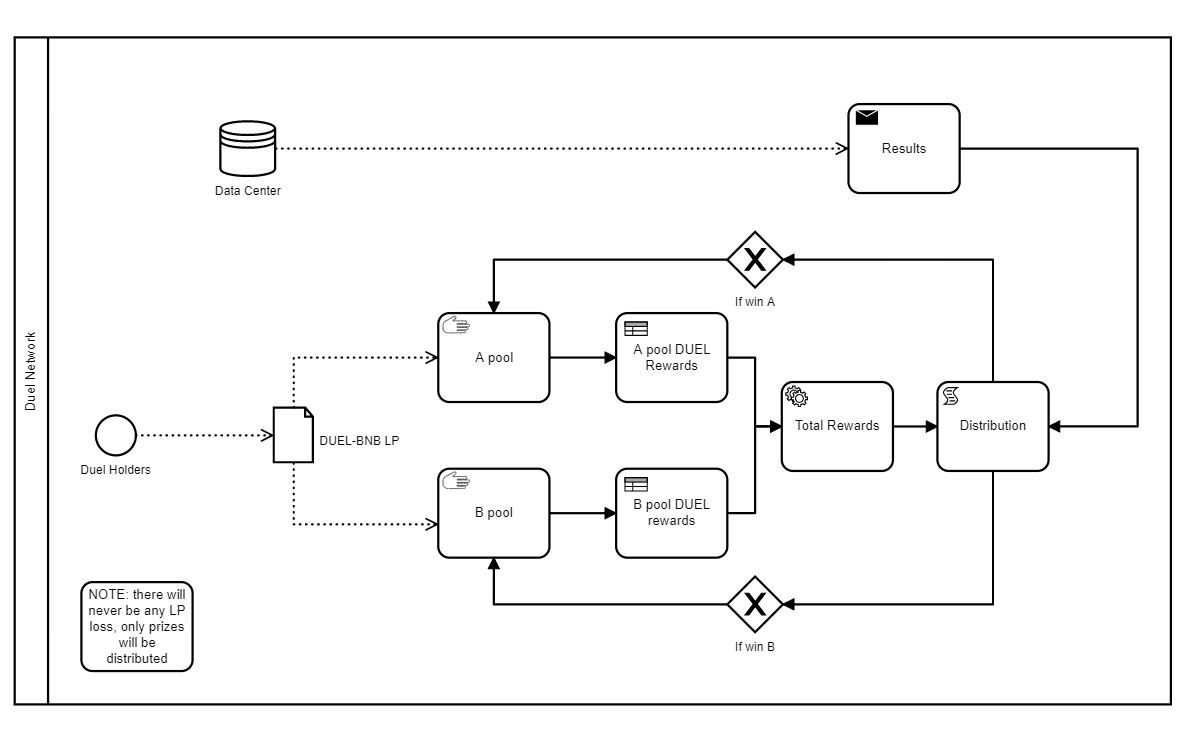 Duel Network
Data Center
Results
If win A
A pool
A pool DUEL
Rewards
Total Rewards
Distribution
Duel Holders
DUEL-BNB LP
B pool
B pool DUEL
rewards
If win B
NOTE: there will
never be any LP
loss, only prizes
will be
distributed